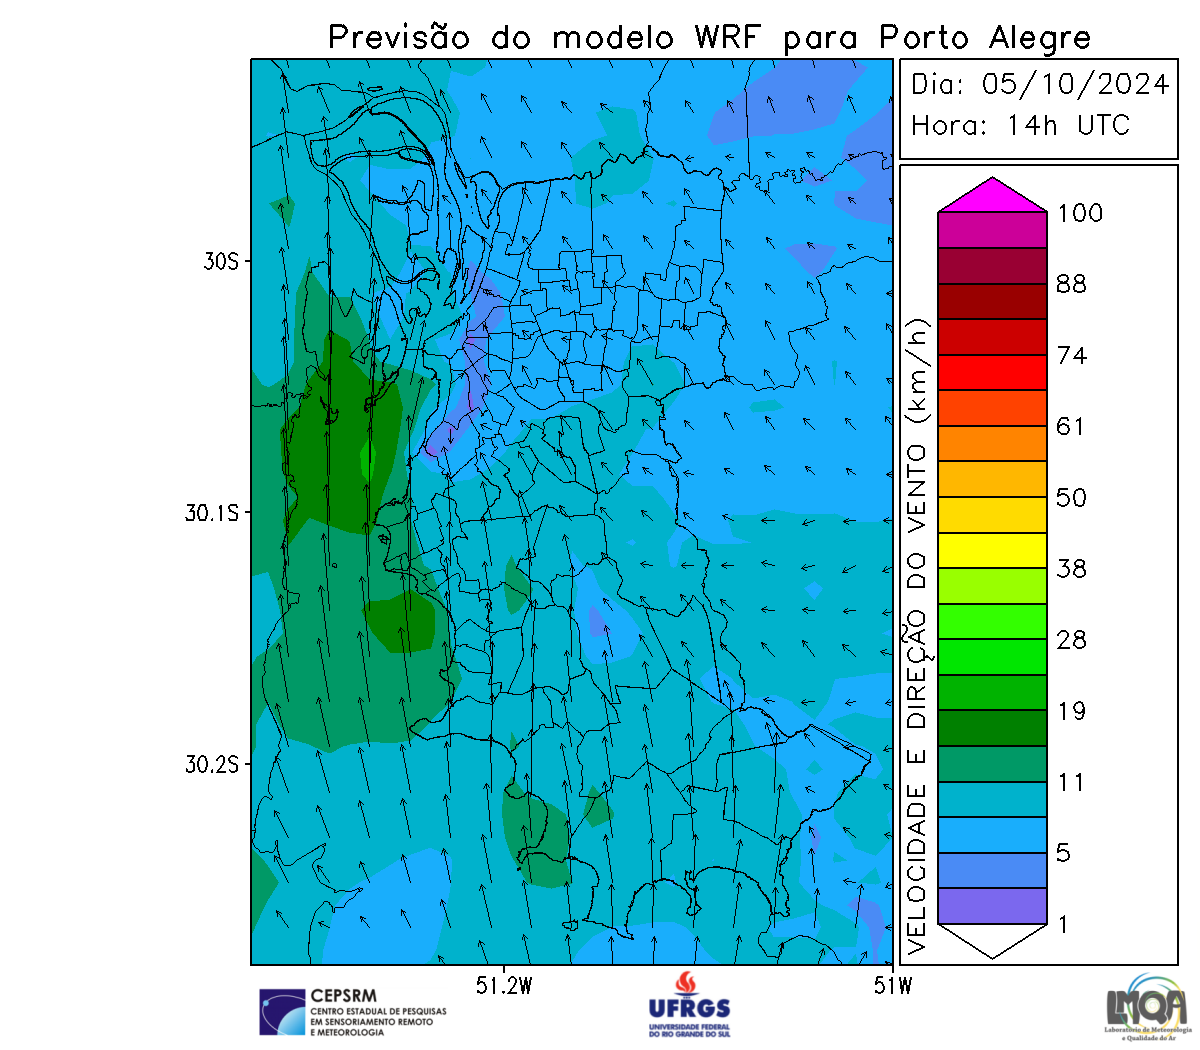 Previsão do modelo WRF para Porto Alegre
Dia: 05/10/2024
Hora: 14h UTC
30S
30.1S
30.2S
51.2W
51W
VELOCIDADE E DIREÇÃO DO VENTO (km/h)
100
88
74
61
50
38
28
19
11
5
1
CEPSRM
CENTRO ESTADUAL DE PESQUISAS
EM SENSORIAMENTO REMOTO
E METEOROLOGIA
UFRGS
UNIVERSIDADE FEDERAL
DO RIO GRANDE DO SUL
LMQA
Laboratório de Meteorologia
e Qualidade do Ar